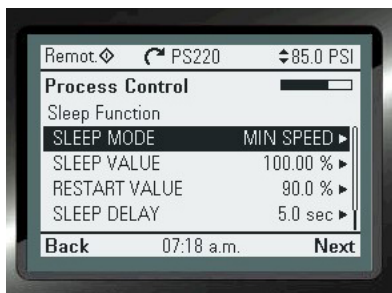 Remot. PS220 85.0 PSI
Process Control
Sleep Function
SLEEP MODE MIN SPEED
SLEEP VALUE 100.00 %
RESTART VALUE 90.0 %
SLEEP DELAY 5.0 sec
Back 07:18 a.m. Next